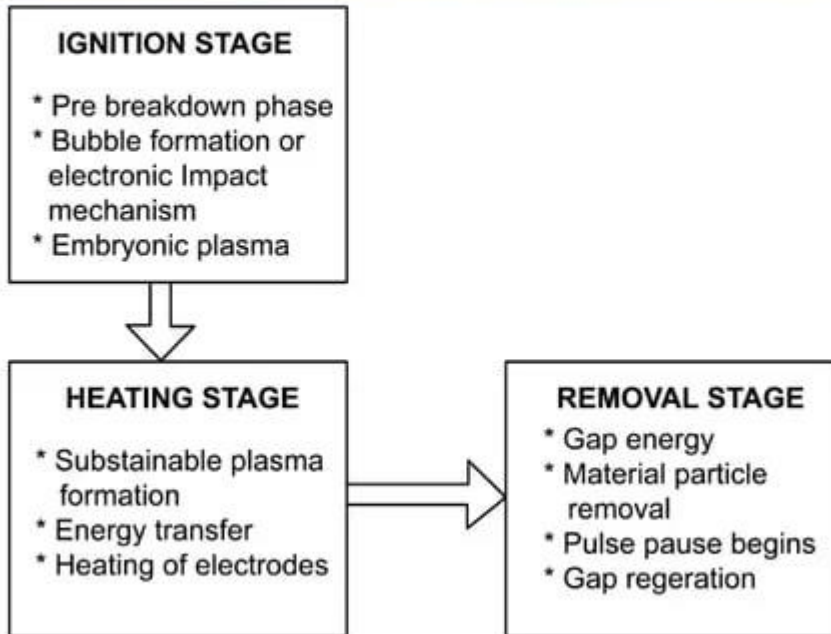 IGNITION STAGE
* Pre breakdown phase
* Bubble formation or
electronic Impact
mechanism
* Embryonic plasma
HEATING STAGE
* Substainable plasma
formation
* Energy transfer
* Heating of electrodes
REMOVAL STAGE
* Gap energy
* Material particle
removal
* Pulse pause begins
* Gap regeration